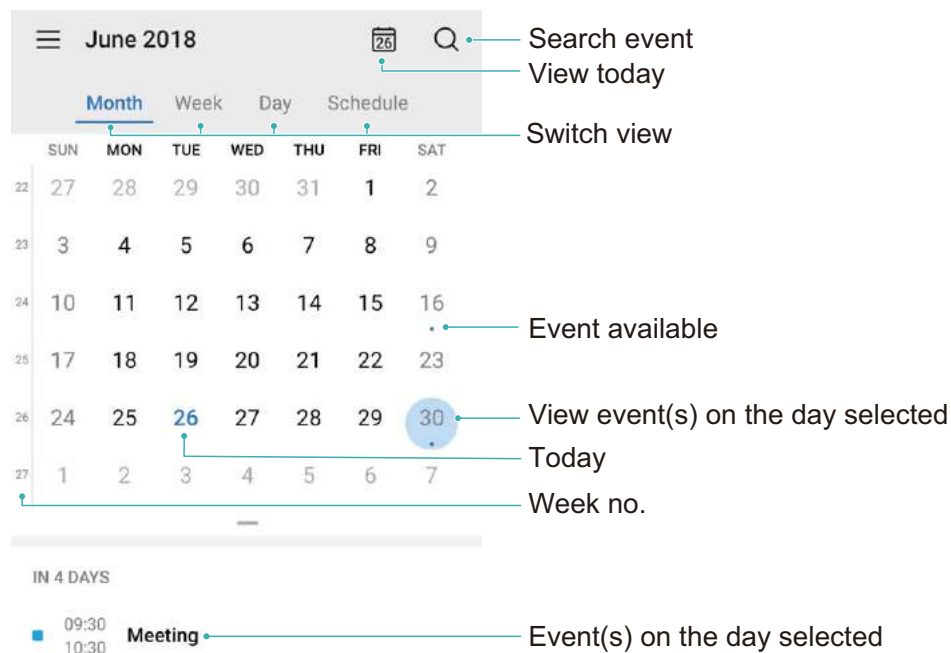 June 2018 26 Search event
View today
Month Week Day Schedule
Switch view
SUN MON TUE WED THU FRI SAT
22 27 28 29 30 31 1 2
23 3 4 5 6 7 8 9
24 10 11 12 13 14 15 16
Event available
25 17 18 19 20 21 22 23
26 24 25 26 27 28 29 30 View event(s) on the day selected
Today
27 1 2 3 4 5 6 7
Week no.
IN 4 DAYS
09:30
Meeting Event(s) on the day selected
10:30